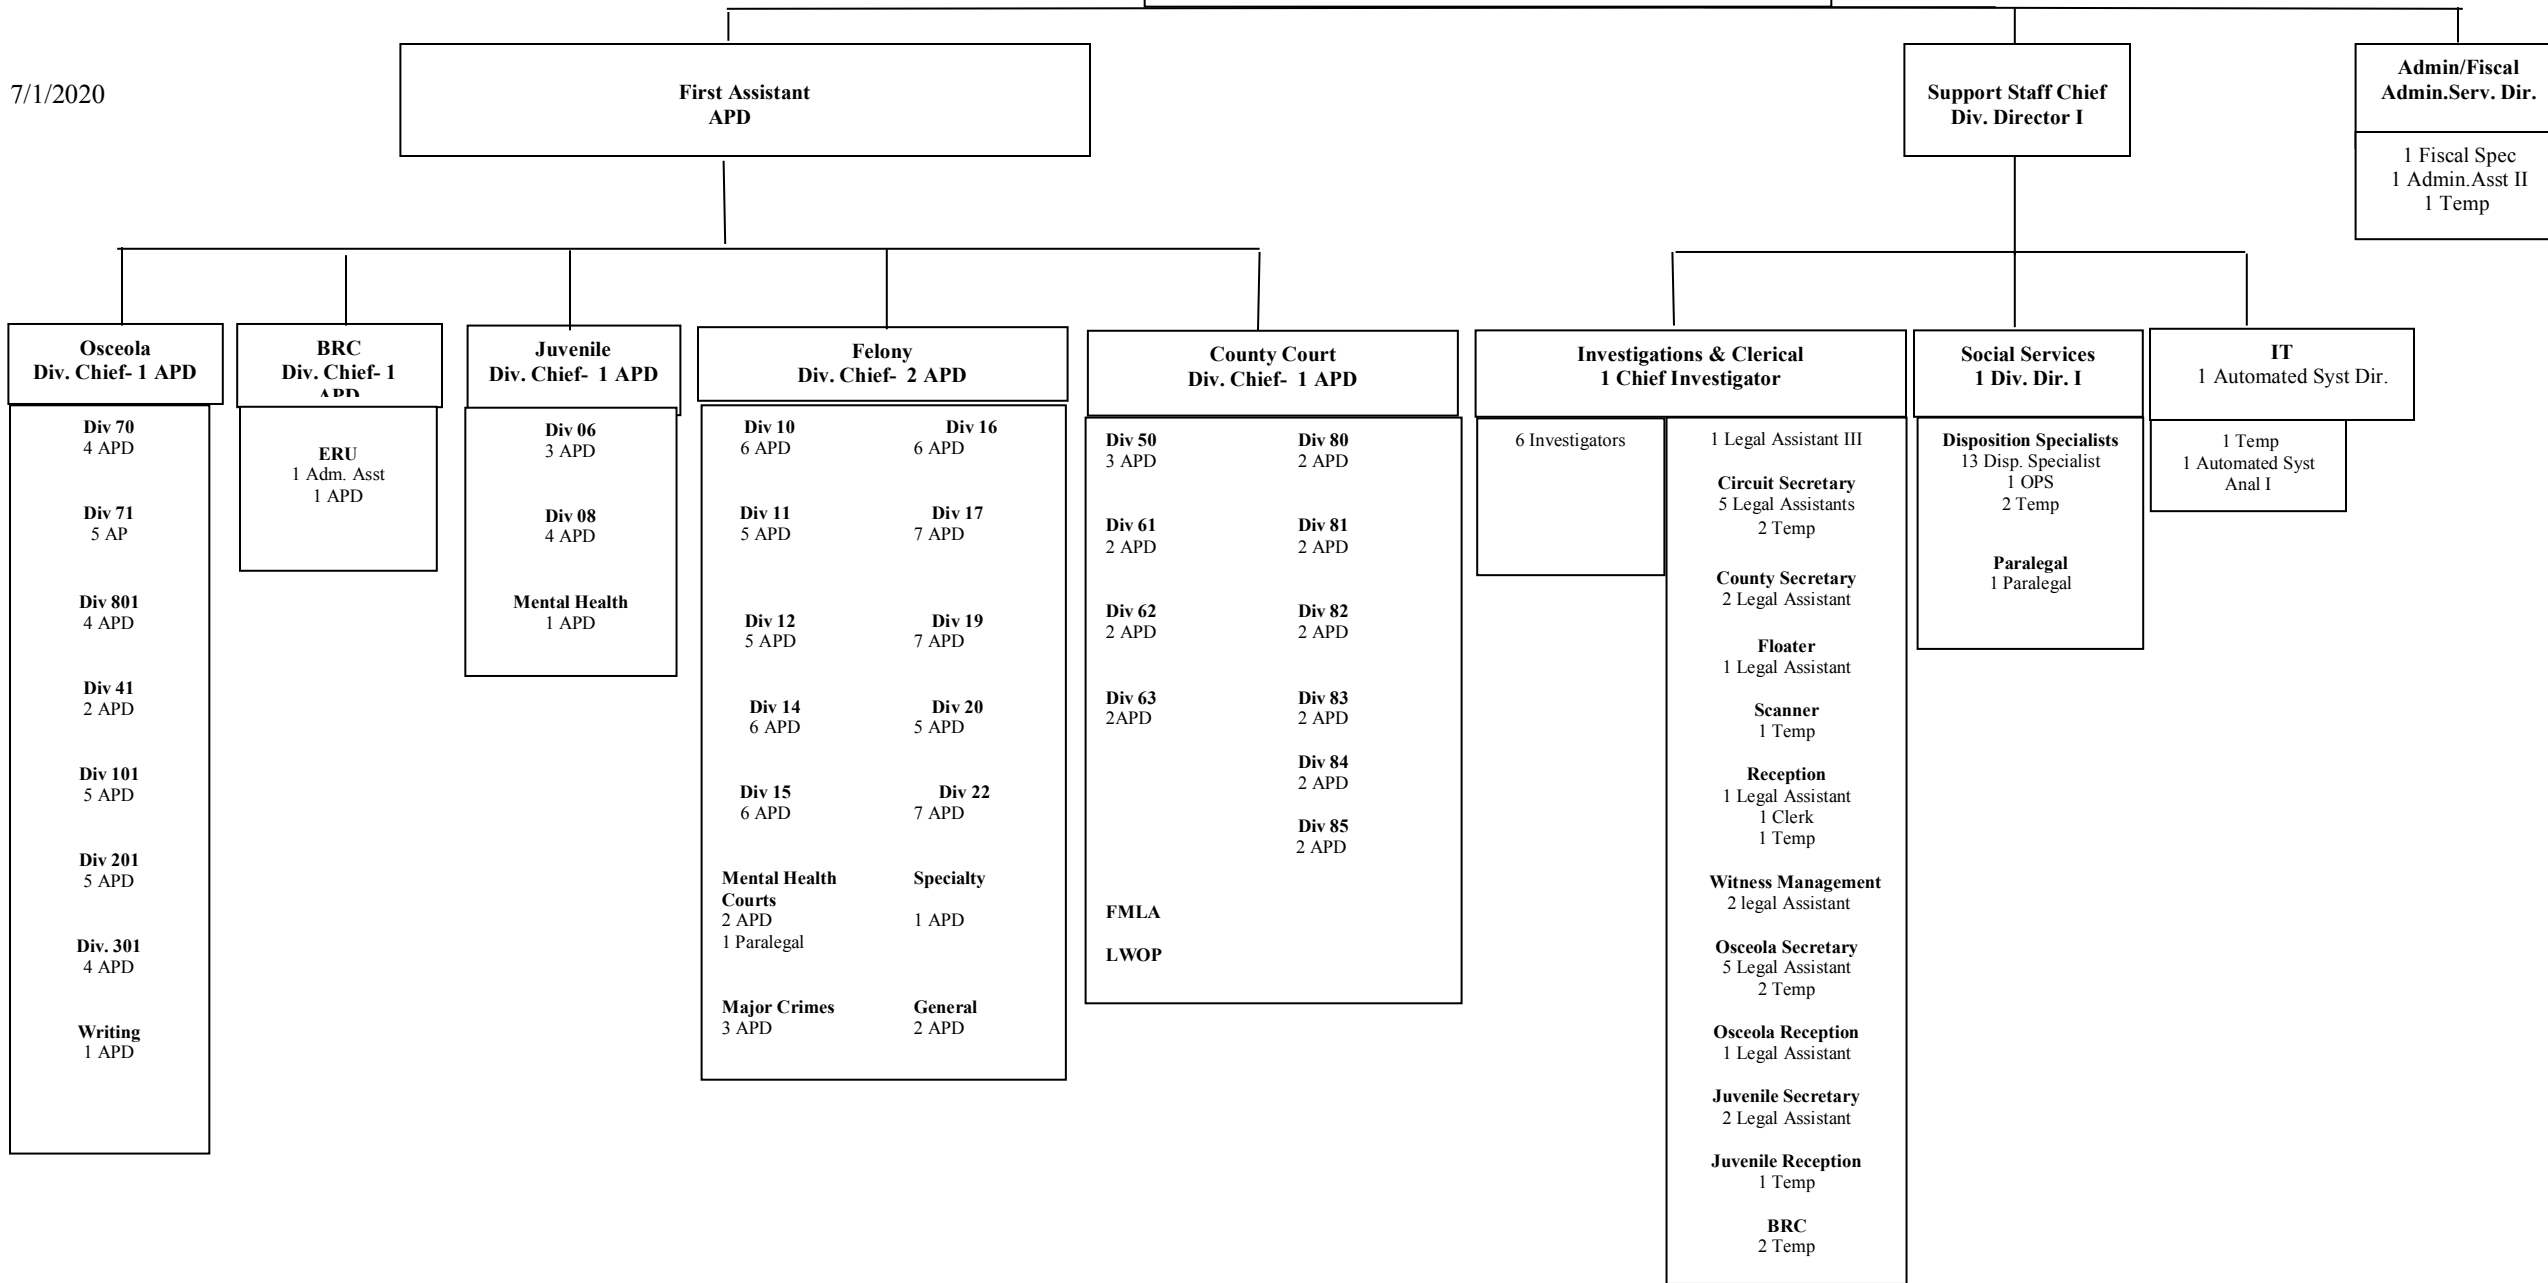 7/1/2020
First Assistant
APD
Support Staff Chief
Div. Director I
Admin/Fiscal
Admin.Serv. Dir.
1 Fiscal Spec
1 Admin.Asst II
1 Temp
Osceola
Div. Chief- 1 APD
Div 70
4 APD
Div 71
5 AP
Div 801
4 APD
Div 41
2 APD
Div 101
5 APD
Div 201
5 APD
Div. 301
4 APD
Writing
1 APD
BRC
Div. Chief- 1
APD
ERU
1 Adm. Asst
1 APD
Juvenile
Div. Chief- 1 APD
Div 06
3 APD
Div 08
4 APD
Mental Health
1 APD
Felony
Div. Chief- 2 APD
Div 10
6 APD
Div 11
5 APD
Div 12
5 APD
Div 14
6 APD
Div 15
6 APD
Mental Health
Courts
2 APD
1 Paralegal
Major Crimes
3 APD
Div 16
6 APD
Div 17
7 APD
Div 19
7 APD
Div 20
5 APD
Div 22
7 APD
Specialty
1 APD
General
2 APD
County Court
Div. Chief- 1 APD
Div 50
3 APD
Div 61
2 APD
Div 62
2 APD
Div 63
2APD
FMLA
LWOP
Div 80
2 APD
Div 81
2 APD
Div 82
2 APD
Div 83
2 APD
Div 84
2 APD
Div 85
2 APD
Investigations & Clerical
1 Chief Investigator
6 Investigators
1 Legal Assistant III
Circuit Secretary
5 Legal Assistants
2 Temp
County Secretary
2 Legal Assistant
Floater
1 Legal Assistant
Scanner
1 Temp
Reception
1 Legal Assistant
1 Clerk
1 Temp
Witness Management
2 legal Assistant
Osceola Secretary
5 Legal Assistant
2 Temp
Osceola Reception
1 Legal Assistant
Juvenile Secretary
2 Legal Assistant
Juvenile Reception
1 Temp
BRC
2 Temp
Social Services
1 Div. Dir. I
Disposition Specialists
13 Disp. Specialist
1 OPS
2 Temp
Paralegal
1 Paralegal
IT
1 Automated Syst Dir.
1 Temp
1 Automated Syst
Anal I